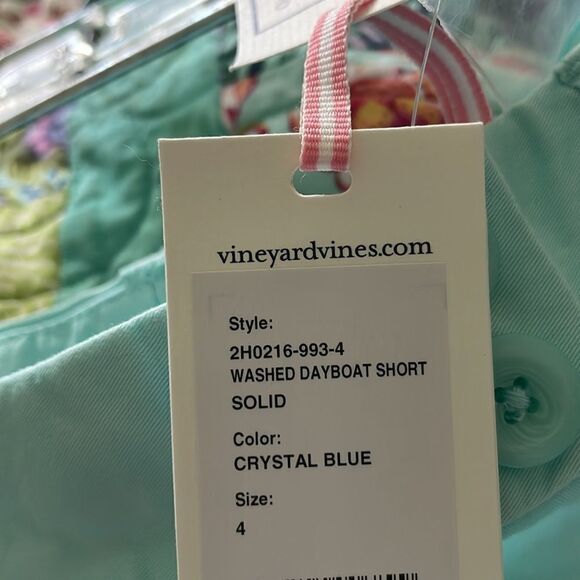 vineyardvines.com
Style:
2H0216-993-4
WASHED DAYBOAT SHORT
SOLID
Color:
CRYSTAL BLUE
Size:
4